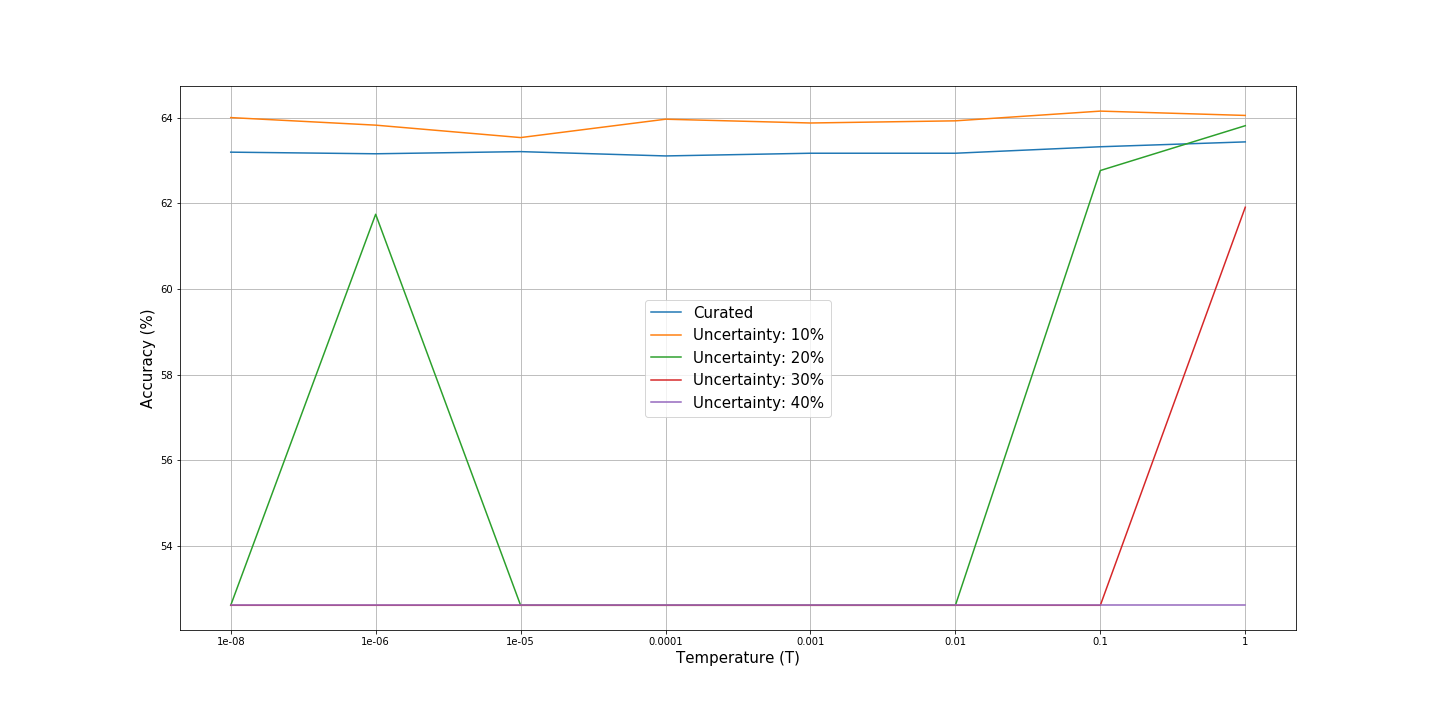 64
62
60
58
56
54
Accuracy (%)
Curated
Uncertainty: 10%
Uncertainty: 20%
Uncertainty: 30%
Uncertainty: 40%
1e-08 1e-06 1e-05 0.0001 0.001 0.01 0.1 1
Temperature (T)